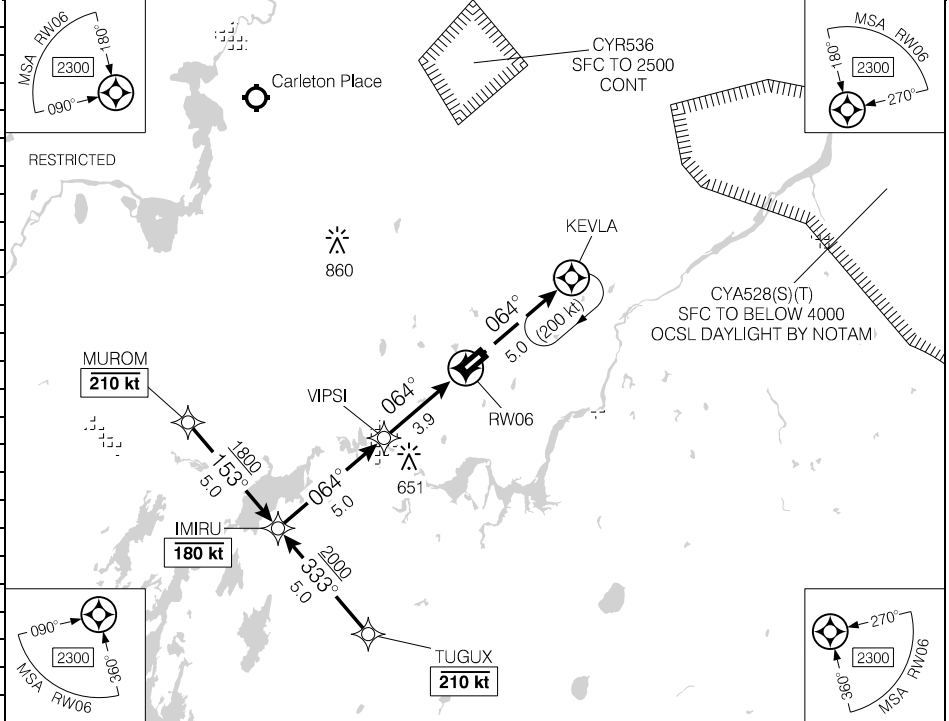 MSA RW06
180°
2300
090°
Carleton Place
CYR536
SFC TO 2500
CONT
MSA RW06
180°
2300
270°
RESTRICTED
860
KEVLA
CYA528(S)(T)
SFC TO BELOW 4000
OCSL DAYLIGHT BY NOTAM
064°
5.0
(200 kt)
MUROM
210 kt
VIPSI
064°
3.9
RW06
1800
153°
5.0
064°
5.0
651
IMIRU
180 kt
2000
333°
5.0
TUGUX
210 kt
090°
2300
360°
MSA RW06
270°
2300
360°
MSA RW06